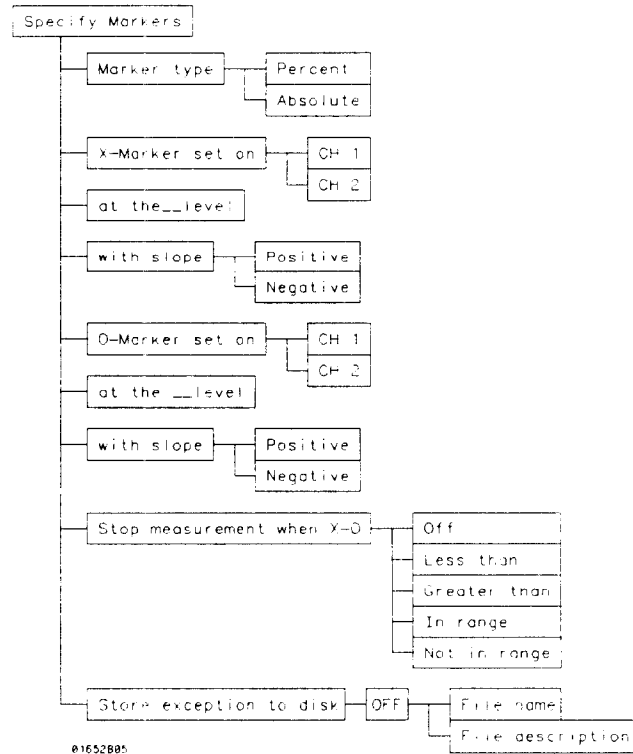 Specify Markers
Marker type
Percent
Absolute
X-Marker set on
CH 1
CH 2
at the__level
with slope
Positive
Negative
O-Marker set on
CH 1
CH 2
at the __level
with slope
Positive
Negative
Stop measurement when X-O
Off
Less than
Greater than
In range
Not in range
Store exception to disk
OFF
File name
File description
01652B05